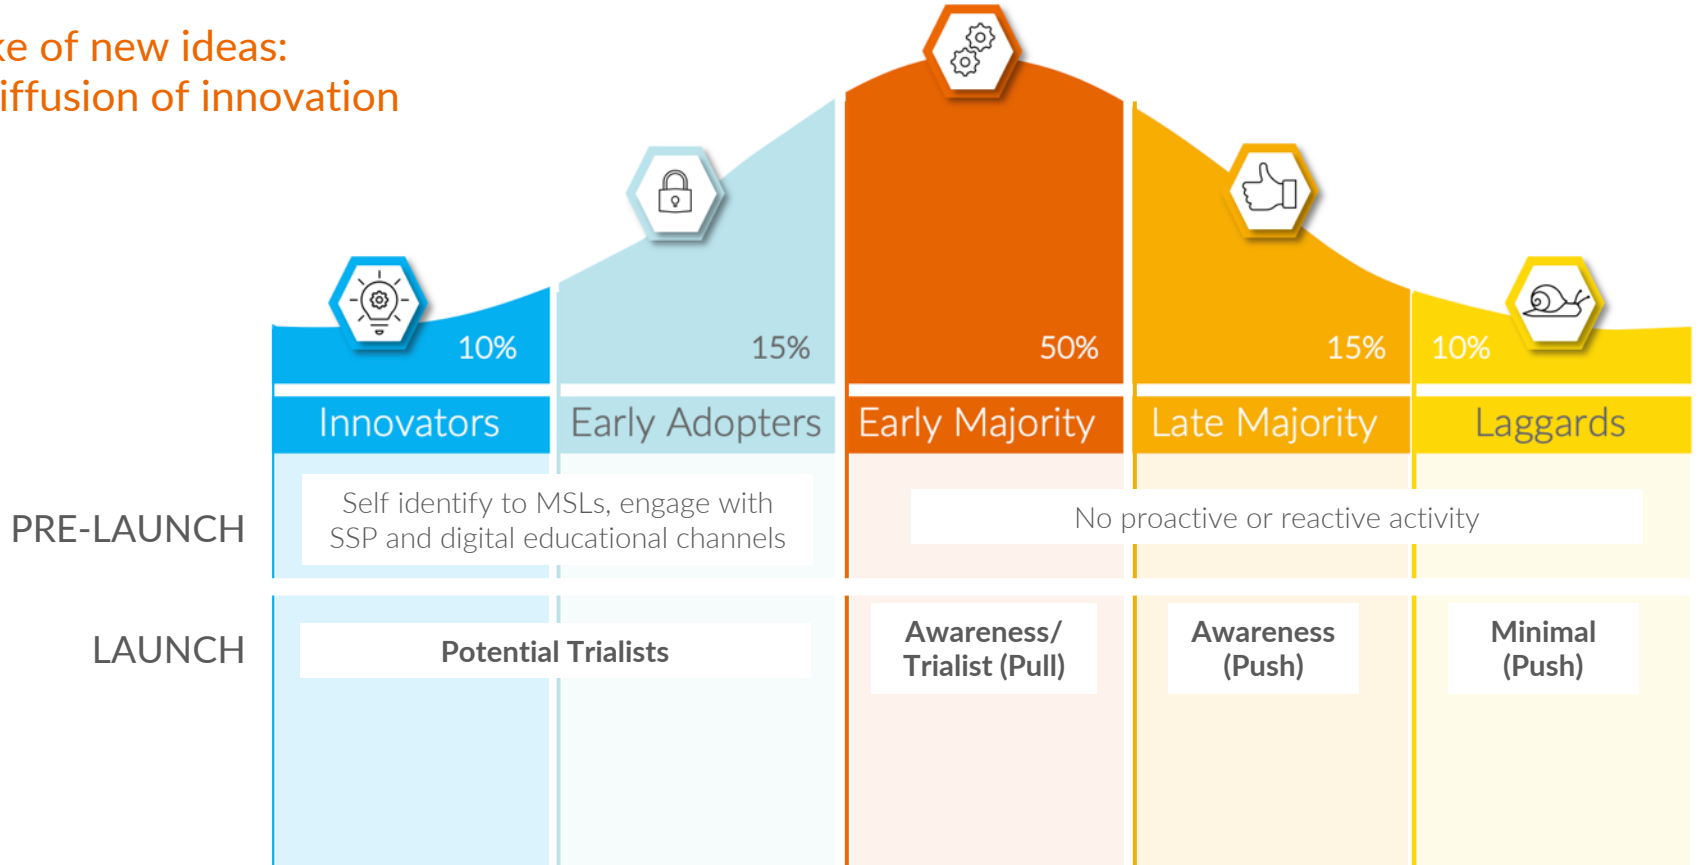 ke of new ideas:
iffusion of innovation
10%
15%
50%
15%
10%
Innovators
Early Adopters
Early Majority
Late Majority
Laggards
PRE-LAUNCH
Self identify to MSLs, engage with
SSP and digital educational channels
No proactive or reactive activity
LAUNCH
Potential Trialists
Awareness/
Trialist (Pull)
Awareness
(Push)
Minimal
(Push)